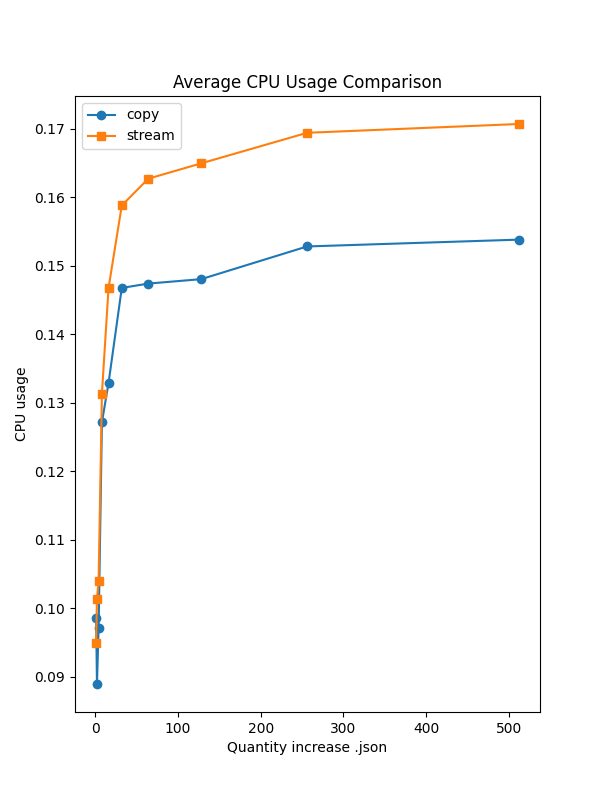 Average CPU Usage Comparison
copy
stream
0.17
0.16
0.15
0.14
0.13
0.12
0.11
0.10
0.09
CPU usage
0 100 200 300 400 500
Quantity increase .json